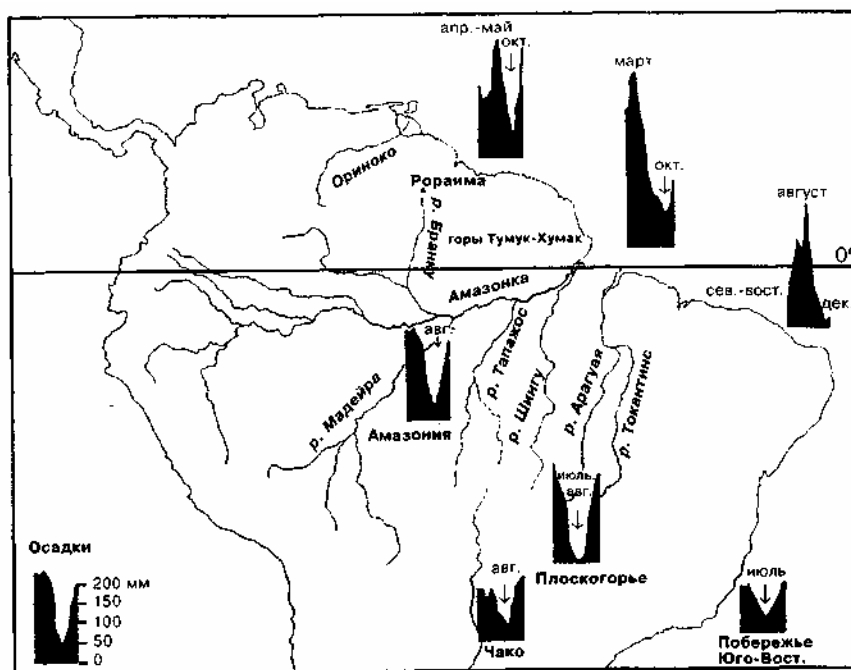 апр.-май
окт.
март
окт.
август
Ориноко
Рораима
р. Бранку
горы Тумук-Хумак
0°
Амазонка
сев.-вост.
дек.
авг.
р. Мадейра
Амазония
р. Тапажос
р. Шингу
р. Арагуая
р. Токантинс
июль
авг.
Плоскогорье
Осадки
200 мм
150
100
50
0
авг.
Чако
июль
Побережье
Юго-Вост.